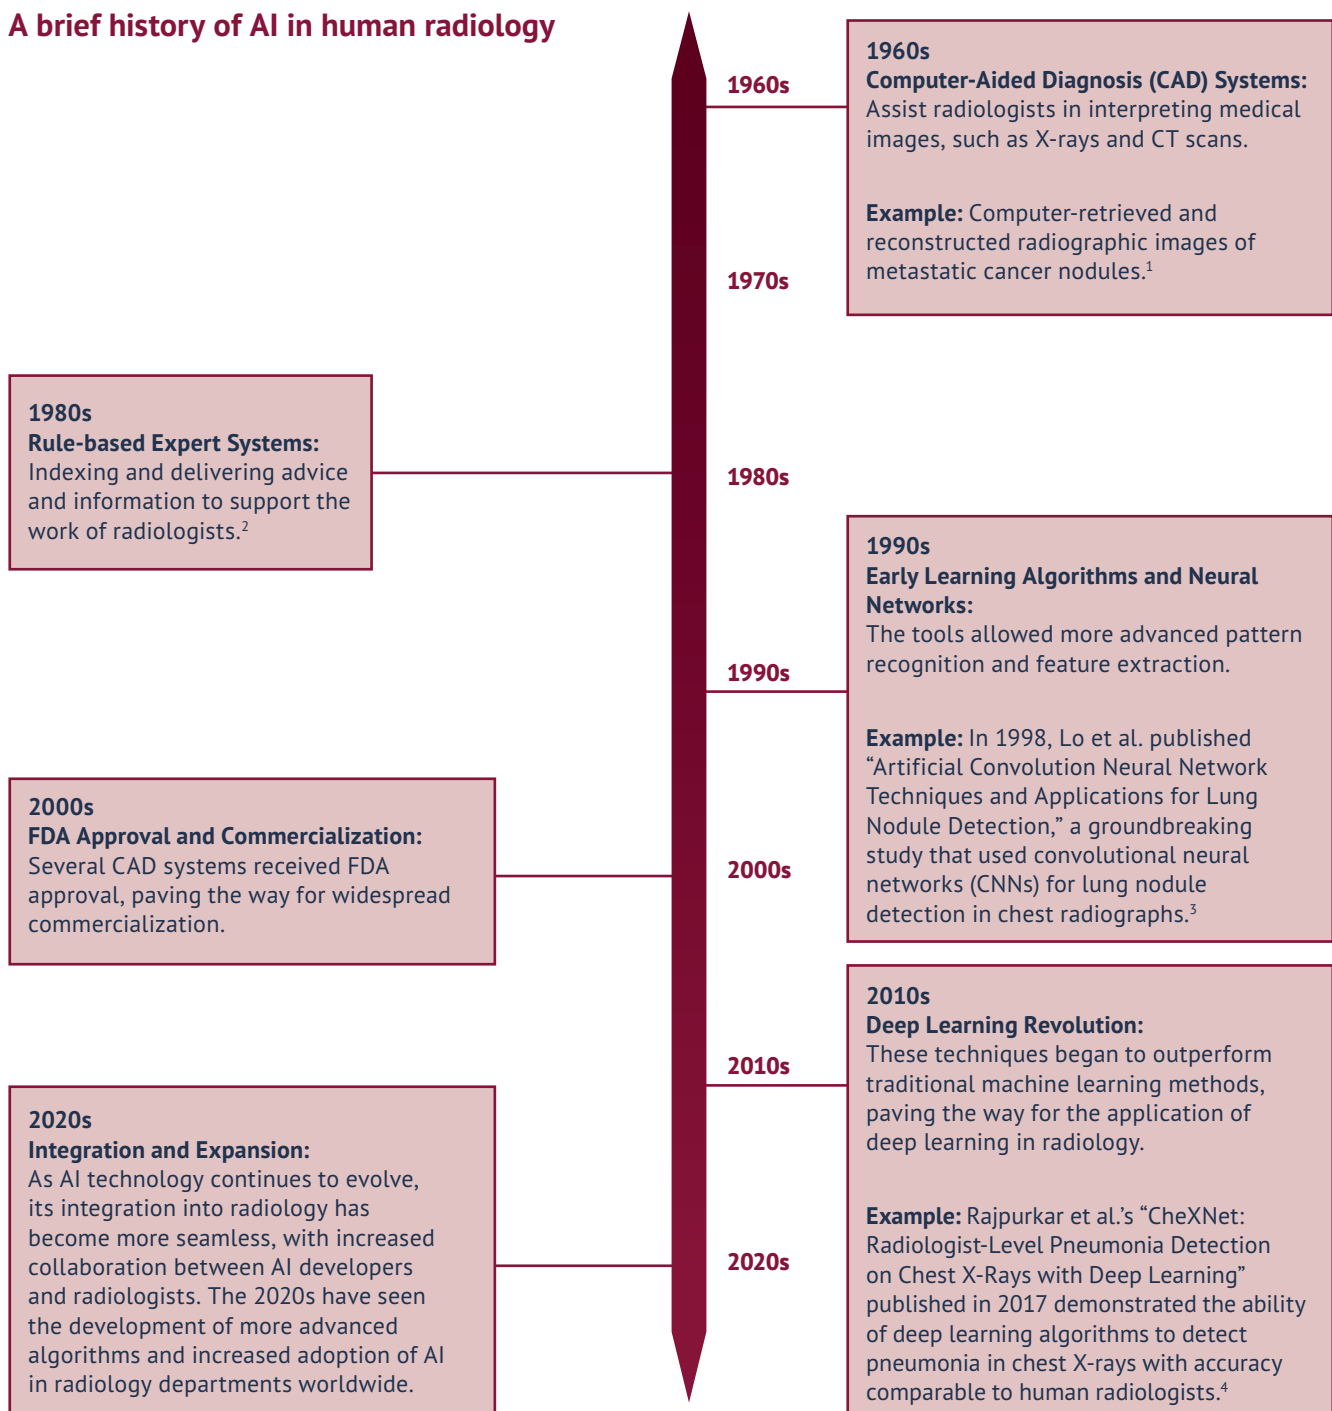 A brief history of AI in human radiology
1960s
1960s
Computer-Aided Diagnosis (CAD) Systems:
Assist radiologists in interpreting medical
images, such as X-rays and CT scans.
Example: Computer-retrieved and
reconstructed radiographic images of
metastatic cancer nodules.1
1970s
1980s
Rule-based Expert Systems:
Indexing and delivering advice
and information to support the
work of radiologists.2
1980s
1990s
1990s
Early Learning Algorithms and Neural
Networks:
The tools allowed more advanced pattern
recognition and feature extraction.
Example: In 1998, Lo et al. published
“Artificial Convolution Neural Network
Techniques and Applications for Lung
Nodule Detection,” a groundbreaking
study that used convolutional neural
networks (CNNs) for lung nodule
detection in chest radiographs.3
2000s
FDA Approval and Commercialization:
Several CAD systems received FDA
approval, paving the way for widespread
commercialization.
2000s
2010s
2010s
Deep Learning Revolution:
These techniques began to outperform
traditional machine learning methods,
paving the way for the application of
deep learning in radiology.
Example: Rajpurkar et al.’s “CheXNet:
Radiologist-Level Pneumonia Detection
on Chest X-Rays with Deep Learning”
published in 2017 demonstrated the ability
of deep learning algorithms to detect
pneumonia in chest X-rays with accuracy
comparable to human radiologists.4
2020s
Integration and Expansion:
As AI technology continues to evolve,
its integration into radiology has
become more seamless, with increased
collaboration between AI developers
and radiologists. The 2020s have seen
the development of more advanced
algorithms and increased adoption of AI
in radiology departments worldwide.
2020s